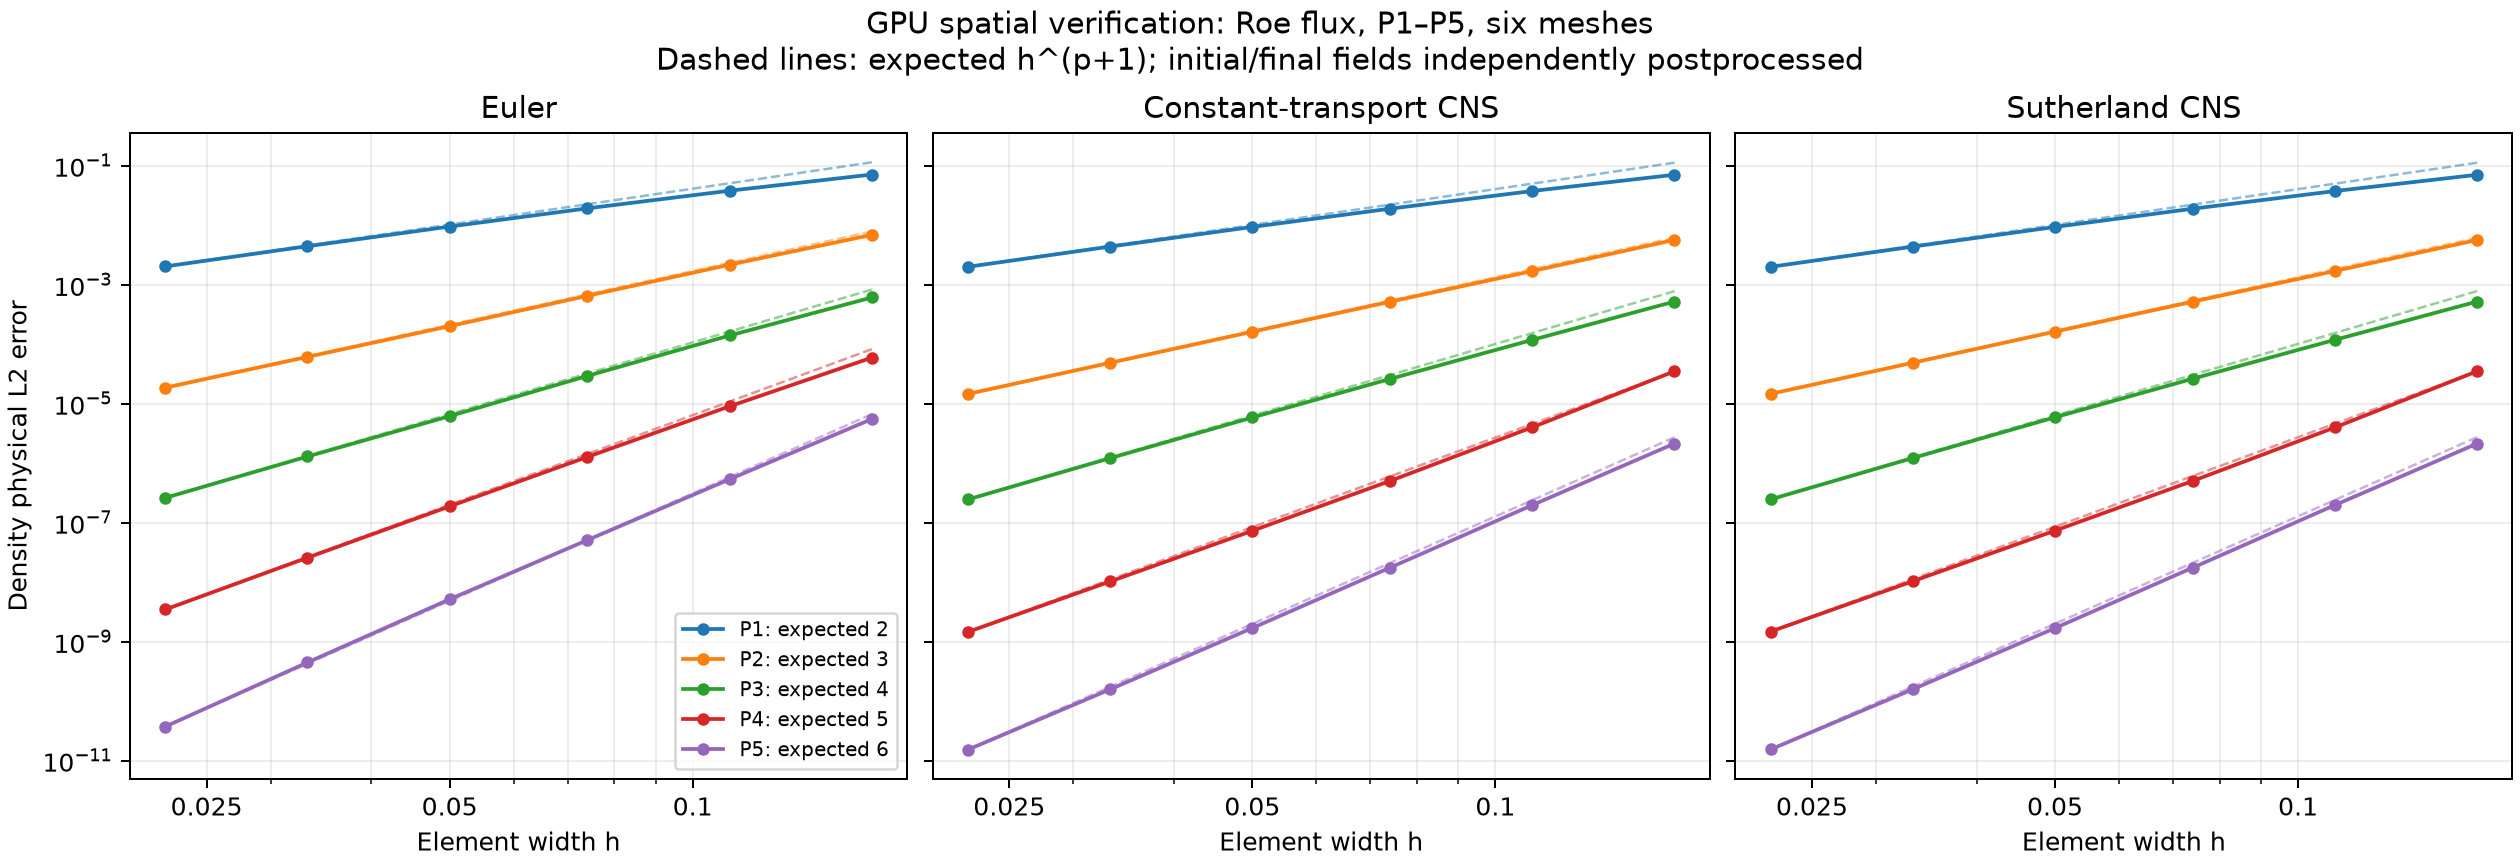 GPU spatial verification: Roe flux, P1–P5, six meshes
Dashed lines: expected h^(p+1); initial/final fields independently postprocessed
Euler
Constant-transport CNS
Sutherland CNS
Density physical L2 error
10⁻¹
10⁻³
10⁻⁵
10⁻⁷
10⁻⁹
10⁻¹¹
P1: expected 2
P2: expected 3
P3: expected 4
P4: expected 5
P5: expected 6
0.025 0.05 0.1
0.025 0.05 0.1
0.025 0.05 0.1
Element width h
Element width h
Element width h